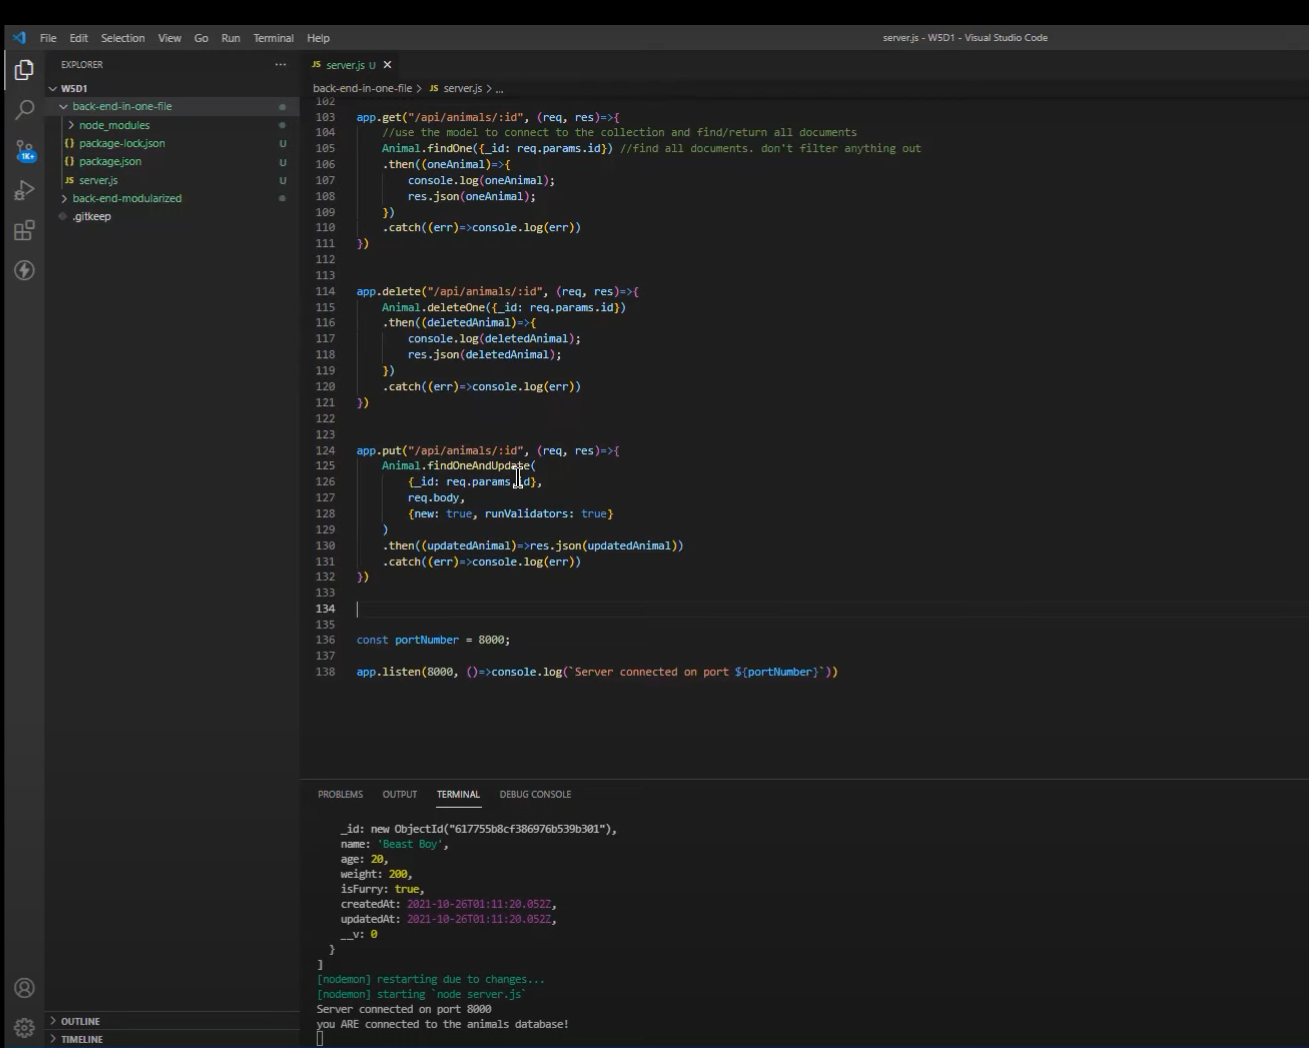 File Edit Selection View Go Run Terminal Help
server.js - W5D1 - Visual Studio Code
EXPLORER ...
W5D1
back-end-in-one-file
node_modules
package-lock.json U
package.json U
server.js U
back-end-modularized
.gitkeep
OUTLINE
TIMELINE
1K+
JS server.js U
back-end-in-one-file > JS server.js > ...
102
103 app.get("/api/animals/:id", (req, res)=>{
104 //use the model to connect to the collection and find/return all documents
105 Animal.findOne({_id: req.params.id}) //find all documents. don't filter anything out
106 .then((oneAnimal)=>{
107 console.log(oneAnimal);
108 res.json(oneAnimal);
109 })
110 .catch((err)=>console.log(err))
111 })
112
113
114 app.delete("/api/animals/:id", (req, res)=>{
115 Animal.deleteOne({_id: req.params.id})
116 .then((deletedAnimal)=>{
117 console.log(deletedAnimal);
118 res.json(deletedAnimal);
119 })
120 .catch((err)=>console.log(err))
121 })
122
123
124 app.put("/api/animals/:id", (req, res)=>{
125 Animal.findOneAndUpdate(
126 {_id: req.params.id},
127 req.body,
128 {new: true, runValidators: true}
129 )
130 .then((updatedAnimal)=>res.json(updatedAnimal))
131 .catch((err)=>console.log(err))
132 })
133
134
135
136 const portNumber = 8000;
137
138 app.listen(8000, ()=>console.log(`Server connected on port ${portNumber}`))
PROBLEMS OUTPUT TERMINAL DEBUG CONSOLE
_id: new ObjectId("617755b8cf386976b539b301"),
name: 'Beast Boy',
age: 20,
weight: 200,
isFurry: true,
createdAt: 2021-10-26T01:11:20.052Z,
updatedAt: 2021-10-26T01:11:20.052Z,
__v: 0
}
]
[nodemon] restarting due to changes...
[nodemon] starting `node server.js`
Server connected on port 8000
you ARE connected to the animals database!